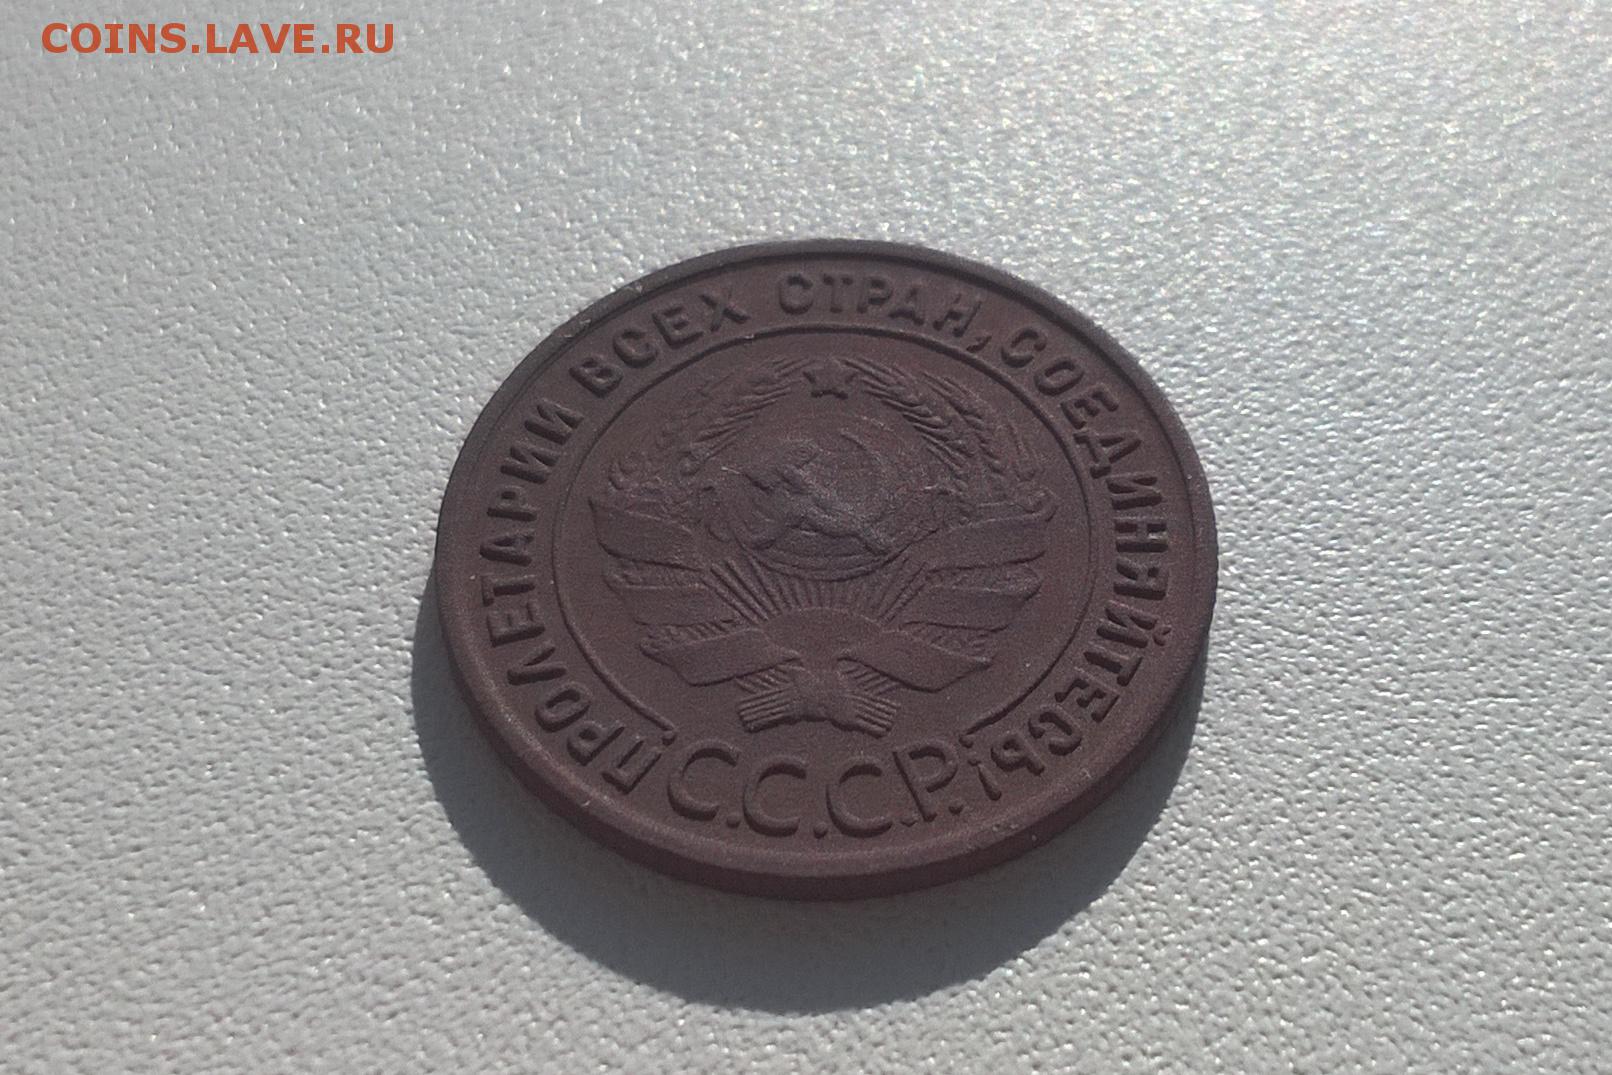 COINS.LAVE.RU
ПРОЛЕТАРИИ ВСЕХ СТРАН, СОЕДИНЯЙТЕСЬ!
С.С.С.Р.